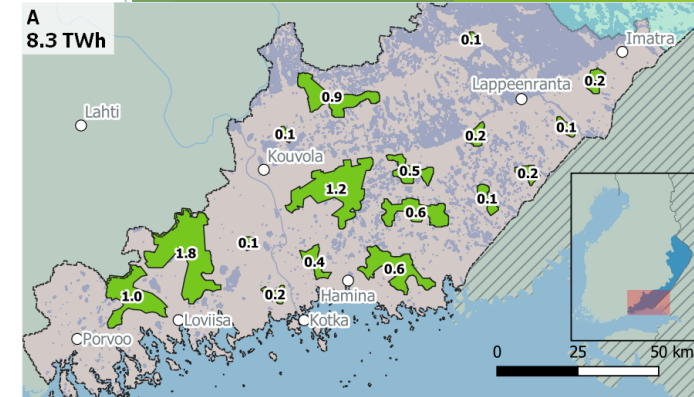 A
8.3 TWh
0.1
Imatra
0.2
Lappeenranta
0.9
Lahti
0.1
0.2
0.1
Kouvola
0.5
0.2
1.2
0.1
0.6
1.8
0.1
0.4
0.6
1.0
0.2
Hamina
Loviisa
Kotka
Porvoo
0 25 50 km